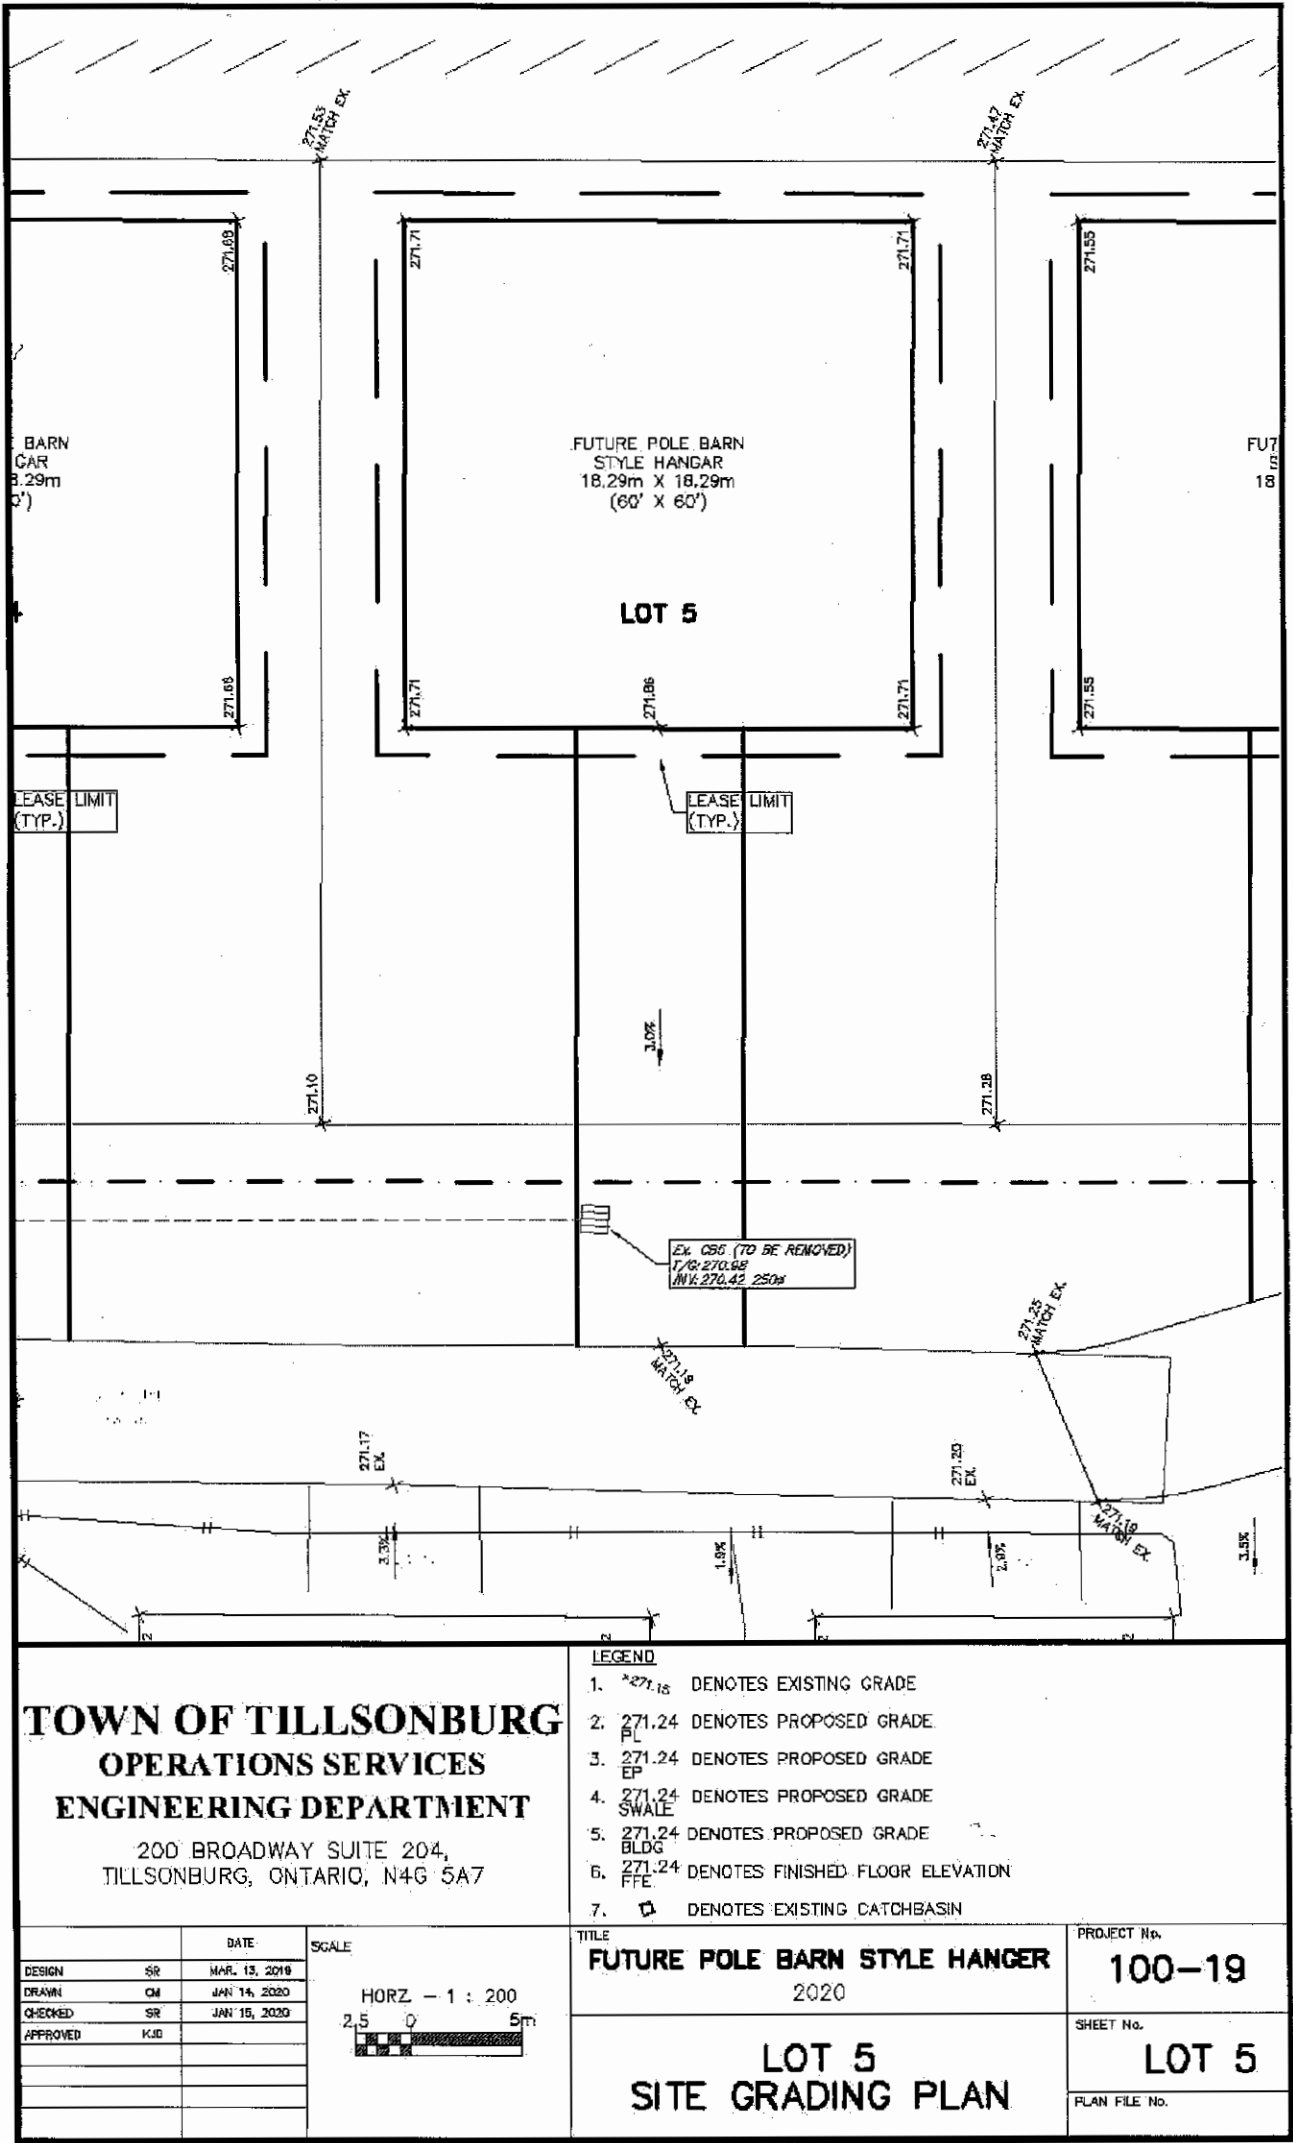 271.53
MATCH EX.
271.47
MATCH EX.
271.68
271.71
271.71
271.55
BARN
GAR
8.29m
0')
FUTURE POLE BARN
STYLE HANGAR
18.29m X 18.29m
(60' X 60')
LOT 5
18
271.68
271.71
271.86
271.71
271.55
LEASE LIMIT
(TYP.)
LEASE LIMIT
(TYP.)
3.0%
271.10
271.28
EX. CB5 (TO BE REMOVED)
T/G: 270.98
INV: 270.42 250ø
271.25
MATCH EX.
271.18
MATCH EX.
271.17
EX.
271.20
EX.
271.19
MATCH EX.
3.3%
1.9%
2.9%
3.5%
TOWN OF TILLSONBURG
OPERATIONS SERVICES
ENGINEERING DEPARTMENT
200 BROADWAY SUITE 204,
TILLSONBURG, ONTARIO, N4G 5A7
LEGEND
1. 271.15 DENOTES EXISTING GRADE
2. 271.24 DENOTES PROPOSED GRADE
PL
3. 271.24 DENOTES PROPOSED GRADE
EP
4. 271.24 DENOTES PROPOSED GRADE
SWALE
5. 271.24 DENOTES PROPOSED GRADE
BLDG
6. 271.24 DENOTES FINISHED FLOOR ELEVATION
FFE
7. DENOTES EXISTING CATCHBASIN
DATE
DESIGN SR MAR. 13, 2019
DRAWN CM JAN 14, 2020
CHECKED SR JAN 15, 2020
APPROVED KJB
SCALE
HORZ - 1 : 200
2.5 0 5m
TITLE
FUTURE POLE BARN STYLE HANGER
2020
LOT 5
SITE GRADING PLAN
PROJECT No.
100-19
SHEET No.
LOT 5
PLAN FILE No.